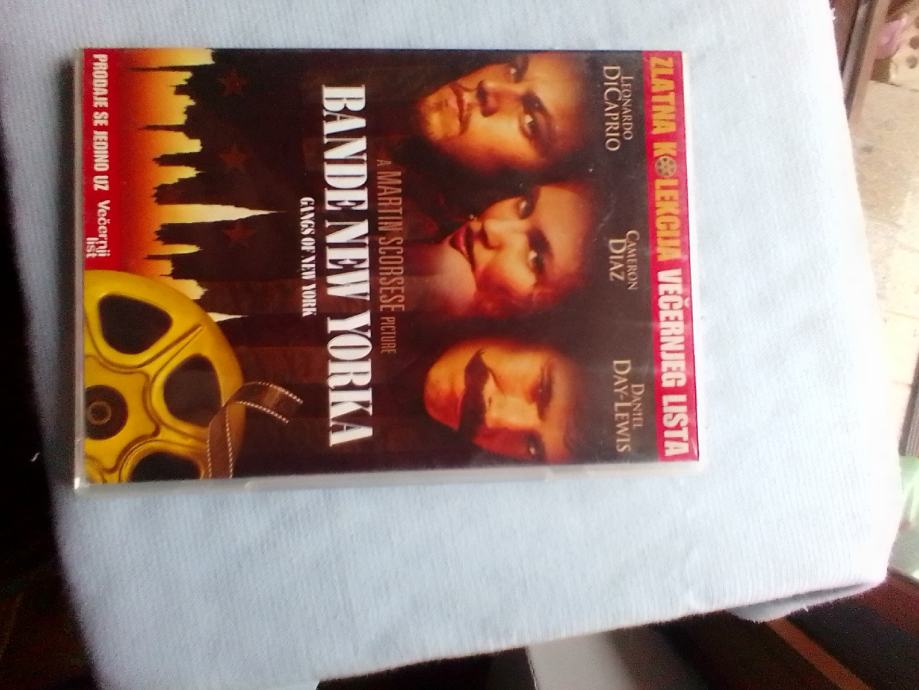 ZLATNA KOLEKCIJA VEČERNJEG LISTA
LEONARDO
DICAPRIO
CAMERON
DIAZ
DANIEL
DAY-LEWIS
A MARTIN SCORSESE PICTURE
BANDE NEW YORKA
GANGS OF NEW YORK
PRODAJE SE JEDINO UZ Večernji
list